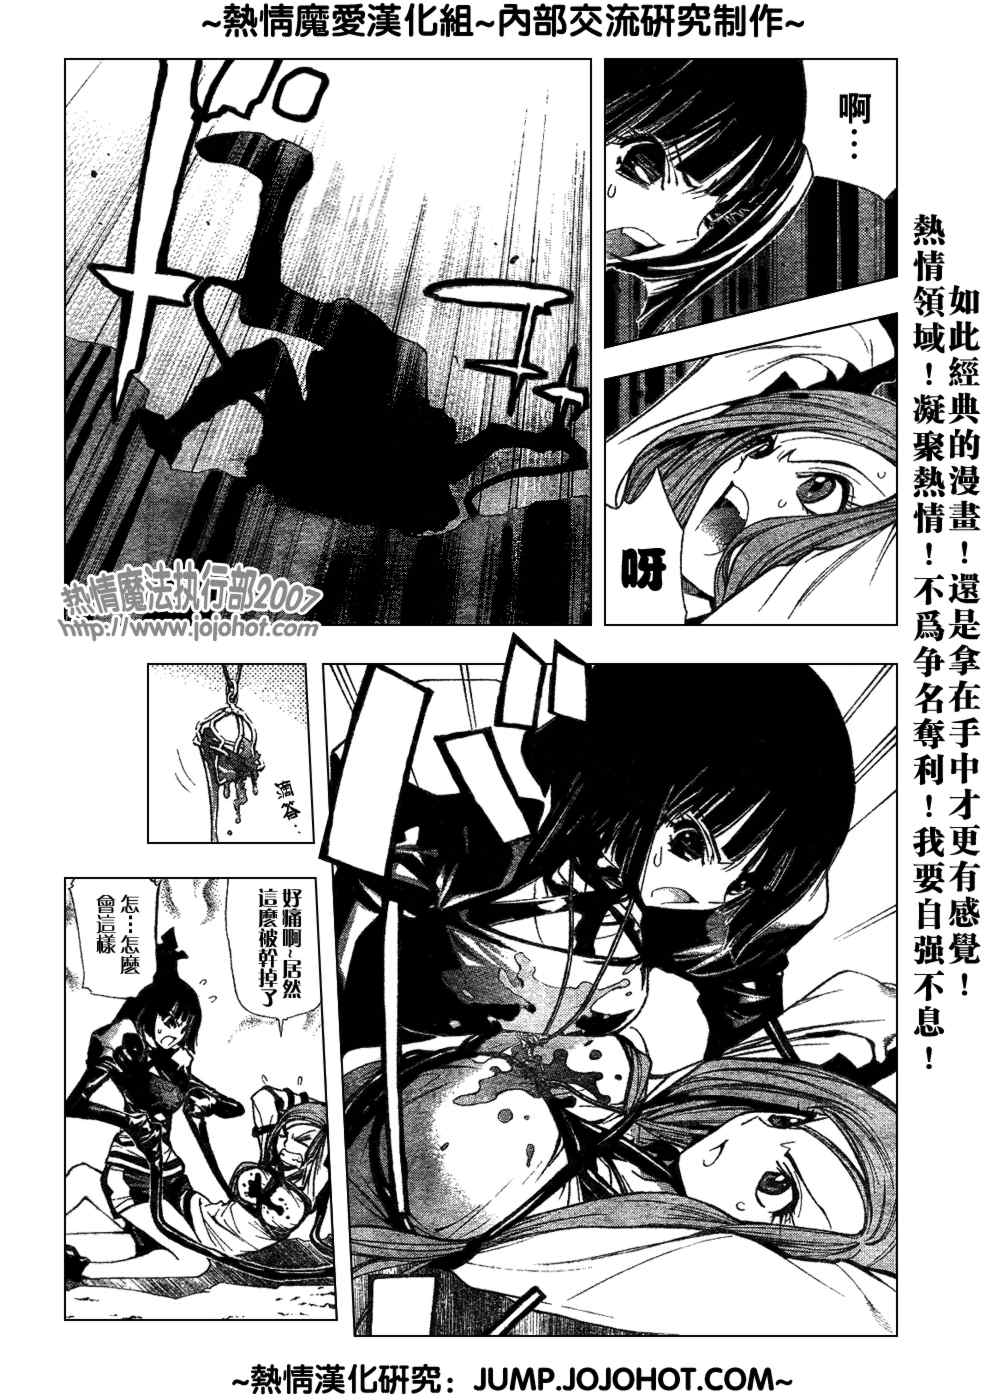 ~熱情魔愛漢化組~內部交流研究制作~
啊…
呀
如此經典的漫畫！還是拿在手中才更有感覺！
熱情領域！凝聚熱情！不爲争名奪利！我要自强不息！
熱情魔法执行部2007
http://www.jojohot.com
滴答..
好痛啊~居然
這麼被幹掉了
怎…怎麼
會這樣
~熱情漢化研究：JUMP.JOJOHOT.COM~